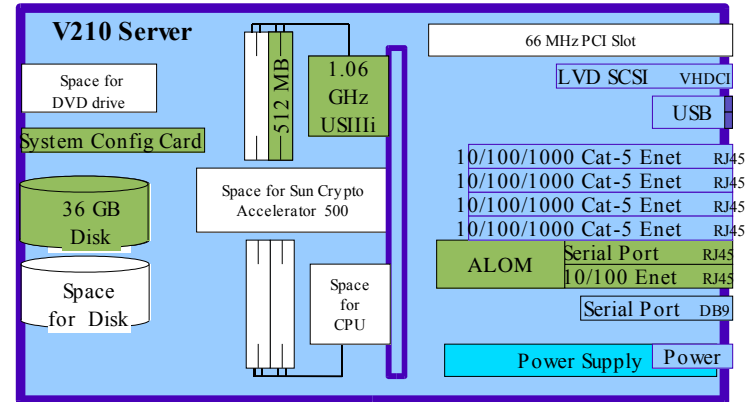 V210 Server
Space for
DVD drive
System Config Card
36 GB
Disk
Space
for Disk
512 MB
1.06
GHz
USIIIi
Space for Sun Crypto
Accelerator 500
Space
for
CPU
66 MHz PCI Slot
LVD SCSI VHDCI
USB
10/100/1000 Cat-5 Enet RJ45
10/100/1000 Cat-5 Enet RJ45
10/100/1000 Cat-5 Enet RJ45
10/100/1000 Cat-5 Enet RJ45
ALOM
Serial Port RJ45
10/100 Enet RJ45
Serial Port DB9
Power Supply Power